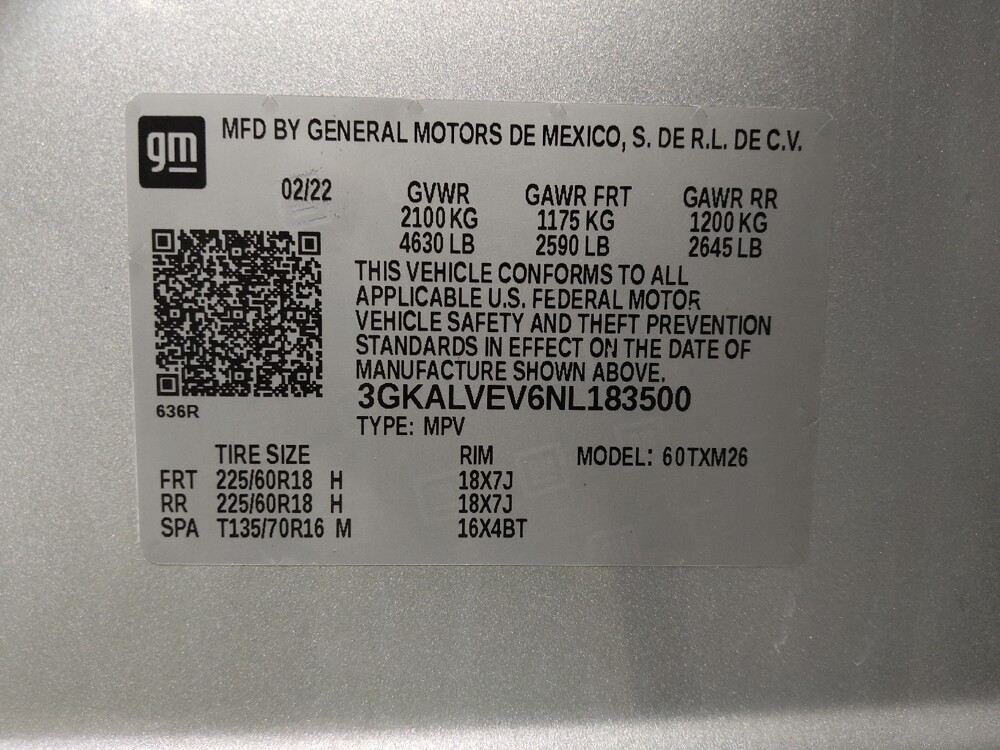 gm
MFD BY GENERAL MOTORS DE MEXICO, S. DE R.L. DE C.V.
02/22 GVWR GAWR FRT GAWR RR
2100 KG 1175 KG 1200 KG
4630 LB 2590 LB 2645 LB
THIS VEHICLE CONFORMS TO ALL
APPLICABLE U.S. FEDERAL MOTOR
VEHICLE SAFETY AND THEFT PREVENTION
STANDARDS IN EFFECT ON THE DATE OF
MANUFACTURE SHOWN ABOVE.
3GKALVEV6NL183500
636R
TYPE: MPV
TIRE SIZE RIM MODEL: 60TXM26
FRT 225/60R18 H 18X7J
RR 225/60R18 H 18X7J
SPA T135/70R16 M 16X4BT